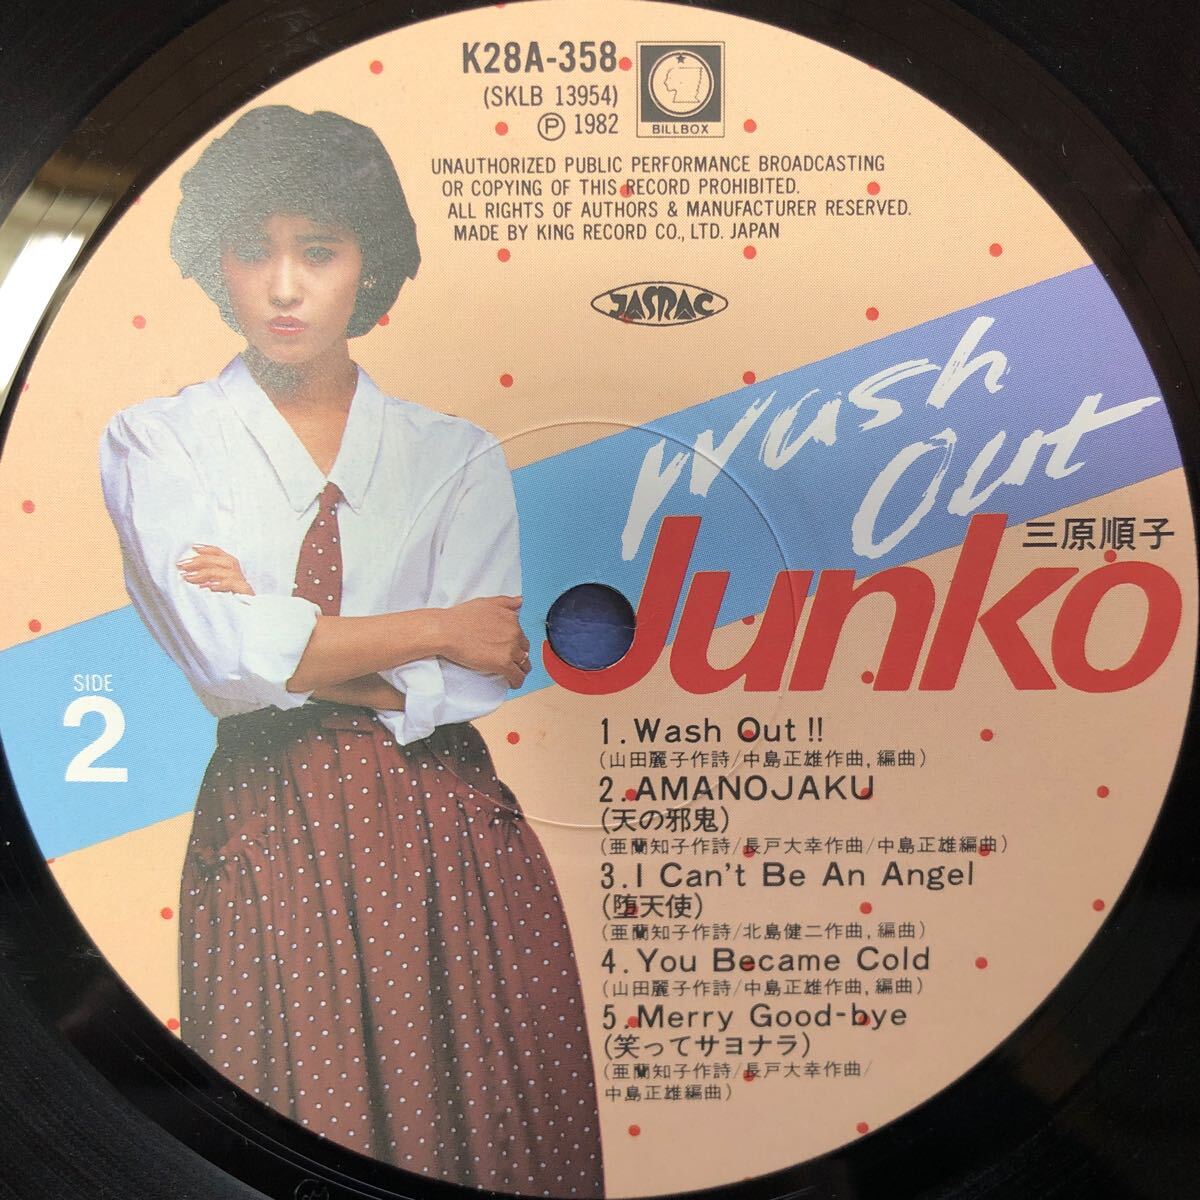 K28A-358
(SKLB 13954)
Ⓟ 1982
BILLBOX
UNAUTHORIZED PUBLIC PERFORMANCE BROADCASTING
OR COPYING OF THIS RECORD PROHIBITED.
ALL RIGHTS OF AUTHORS & MANUFACTURER RESERVED.
MADE BY KING RECORD CO., LTD. JAPAN
JASRAC
Wash
Out
三原順子
Junko
SIDE
2
1. Wash Out !!
(山田麗子作詩/中島正雄作曲,編曲)
2. AMANOJAKU
(天の邪鬼)
(亜蘭知子作詩/長戸大幸作曲/中島正雄編曲)
3. I Can't Be An Angel
(堕天使)
(亜蘭知子作詩/北島健二作曲,編曲)
4. You Became Cold
(山田麗子作詩/中島正雄作曲,編曲)
5. Merry Good-bye
(笑ってサヨナラ)
(亜蘭知子作詩/長戸大幸作曲/
中島正雄編曲)